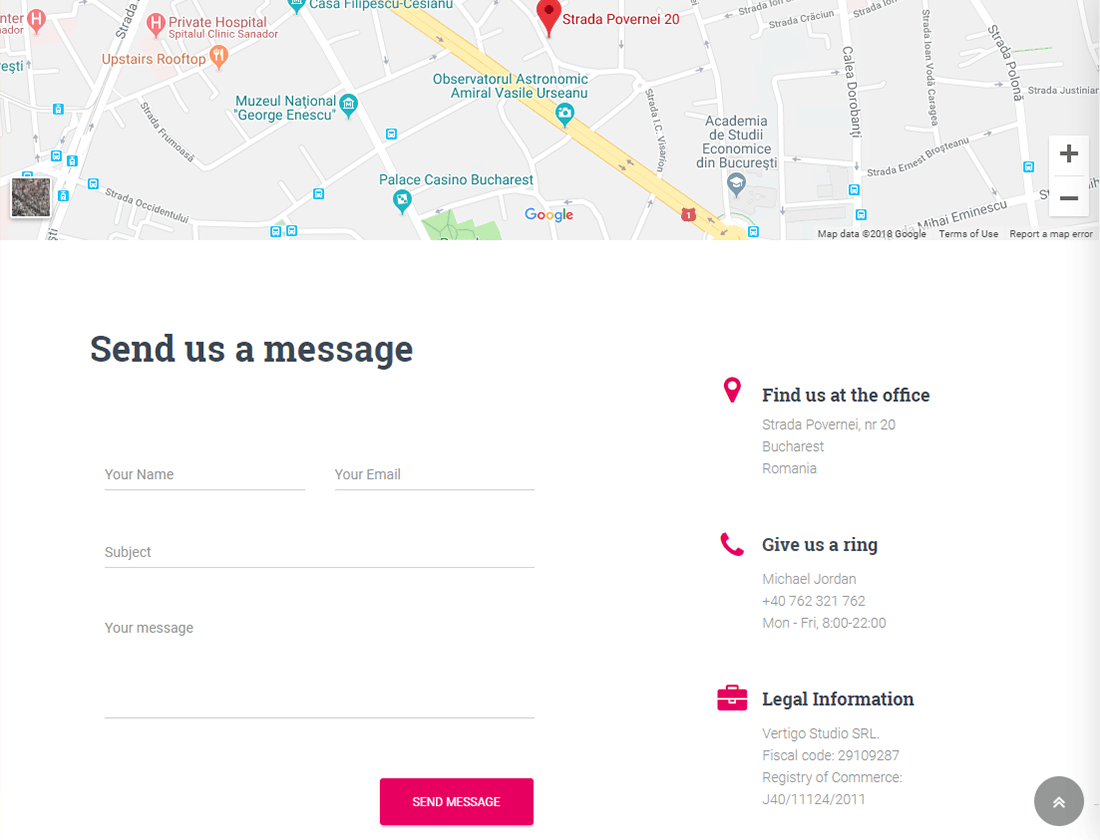 Casa Filipescu-Cesianu
Strada Povernei 20
Strada Crăciun
Private Hospital
Spitalul Clinic Sanador
Upstairs Rooftop
Observatorul Astronomic
Amiral Vasile Urseanu
Muzeul Național
"George Enescu"
Strada Frumoasă
Strada I.C. Visarion
Calea Dorobanți
Strada Ioan Vodă Caragea
Strada Polonă
Strada Justinian
Academia
de Studii
Economice
din București
Strada Ernest Broșteanu
Palace Casino Bucharest
Strada Occidentului
Google
1
Mihai Eminescu
Map data ©2018 Google Terms of Use Report a map error
Send us a message
Your Name Your Email
Subject
Your message
SEND MESSAGE
Find us at the office
Strada Povernei, nr 20
Bucharest
Romania
Give us a ring
Michael Jordan
+40 762 321 762
Mon - Fri, 8:00-22:00
Legal Information
Vertigo Studio SRL.
Fiscal code: 29109287
Registry of Commerce:
J40/11124/2011